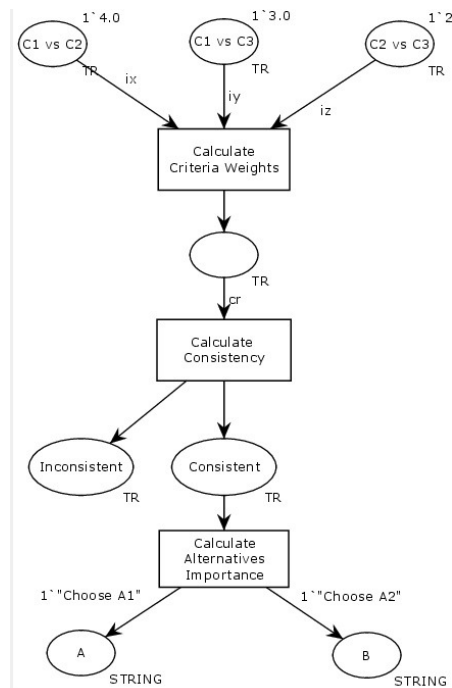 1`4.0
1`3.0
1`2
C1 vs C2
C1 vs C3
C2 vs C3
TR
TR
TR
ix
iy
iz
Calculate
Criteria Weights
TR
cr
Calculate
Consistency
Inconsistent
Consistent
TR
TR
Calculate
Alternatives
Importance
1`"Choose A1"
1`"Choose A2"
A
B
STRING
STRING